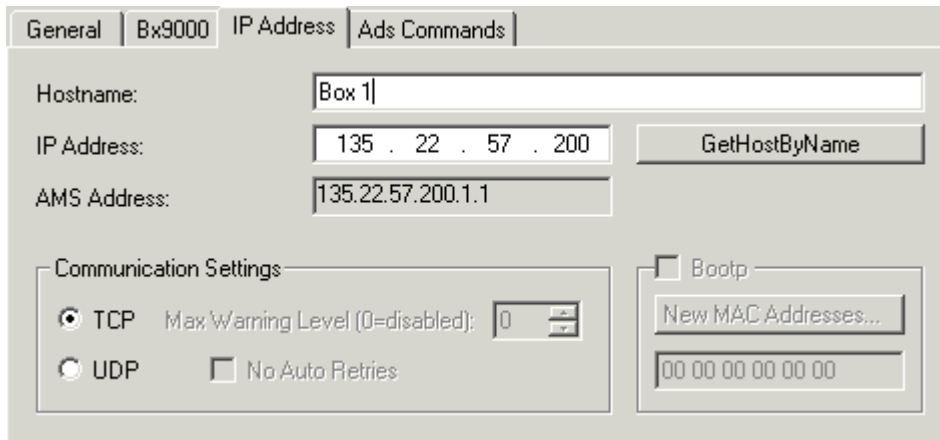 General Bx9000 IP Address Ads Commands
Hostname: Box 1
IP Address: 135 . 22 . 57 . 200 GetHostByName
AMS Address: 135.22.57.200.1.1
Communication Settings Bootp
TCP Max Warning Level (0=disabled): 0 New MAC Addresses...
UDP No Auto Retries 00 00 00 00 00 00